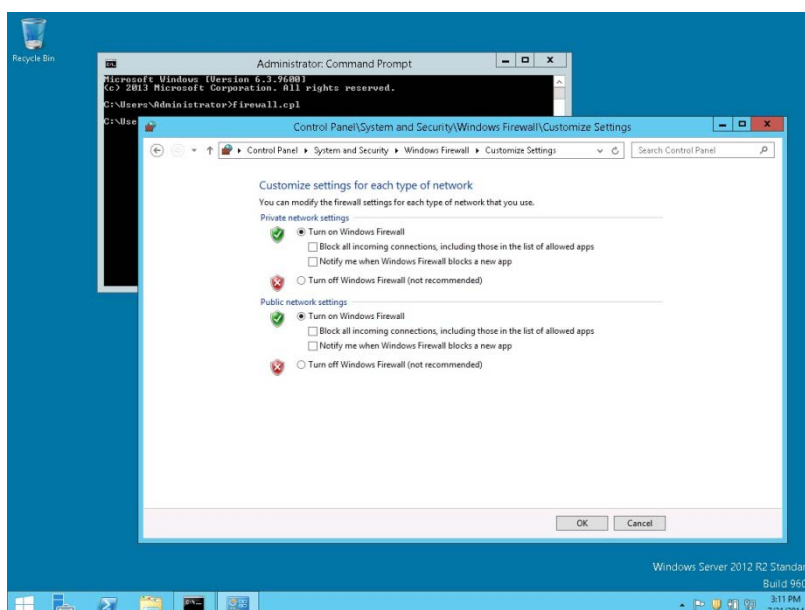 Recycle Bin
Administrator: Command Prompt
Microsoft Windows [Version 6.3.9600]
(c) 2013 Microsoft Corporation. All rights reserved.
C:\Users\Administrator>firewall.cpl
C:\Use
Control Panel\System and Security\Windows Firewall\Customize Settings
Control Panel System and Security Windows Firewall Customize Settings
Search Control Panel
Customize settings for each type of network
You can modify the firewall settings for each type of network that you use.
Private network settings
Turn on Windows Firewall
Block all incoming connections, including those in the list of allowed apps
Notify me when Windows Firewall blocks a new app
Turn off Windows Firewall (not recommended)
Public network settings
Turn on Windows Firewall
Block all incoming connections, including those in the list of allowed apps
Notify me when Windows Firewall blocks a new app
Turn off Windows Firewall (not recommended)
OK Cancel
Windows Server 2012 R2 Standar
Build 960
3:11 PM